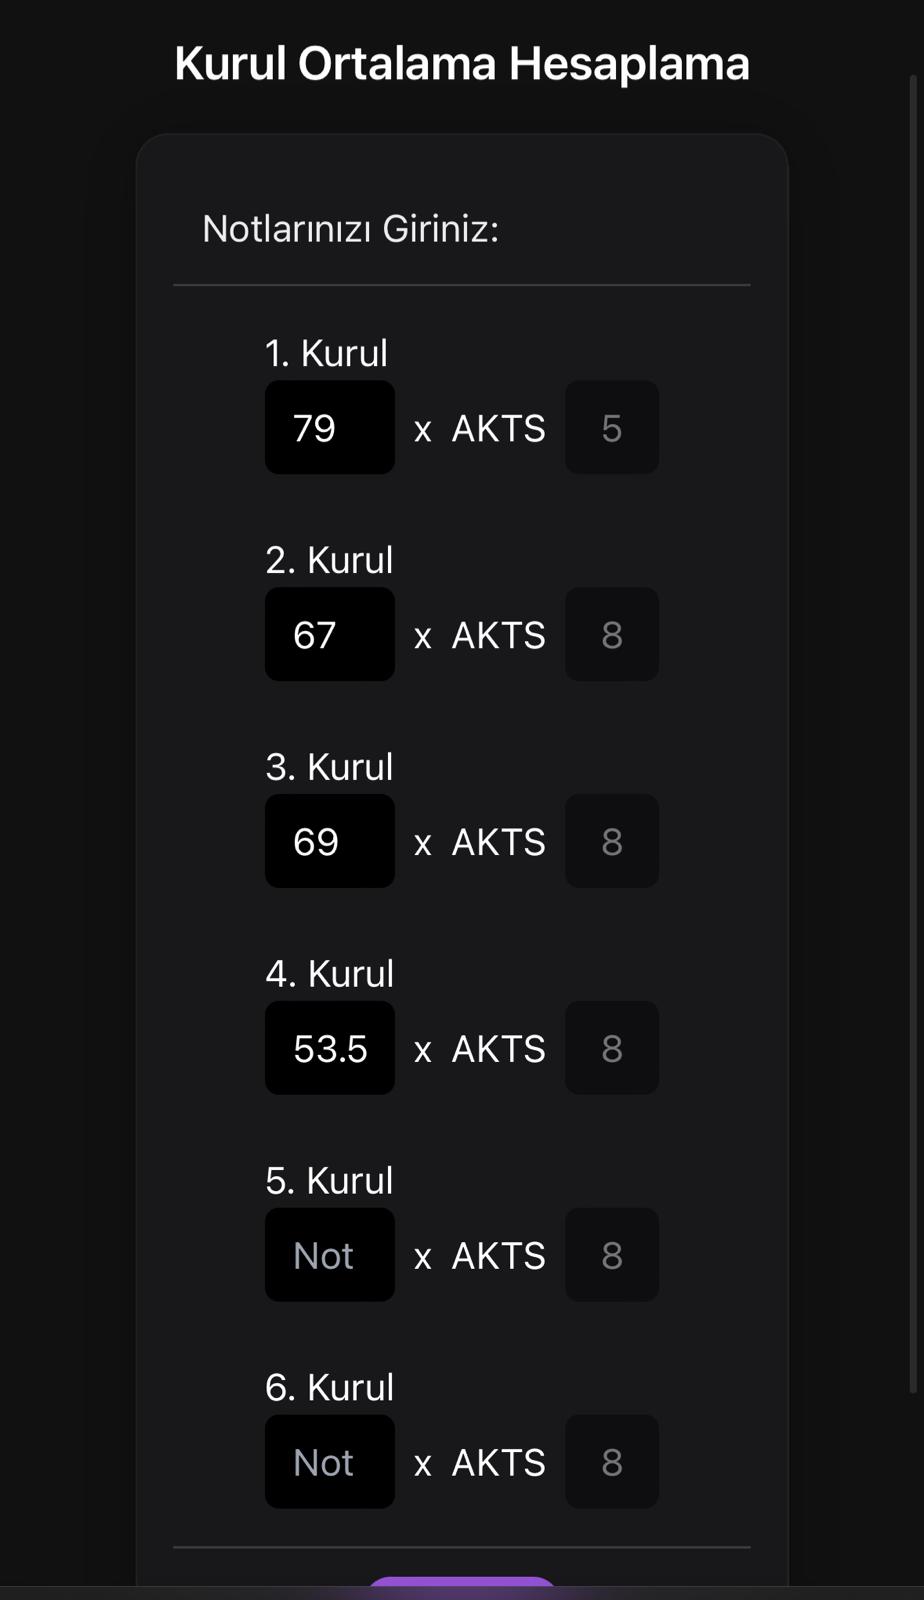 Kurul Ortalama Hesaplama
Notlarınızı Giriniz:
1. Kurul
79 x AKTS 5
2. Kurul
67 x AKTS 8
3. Kurul
69 x AKTS 8
4. Kurul
53.5 x AKTS 8
5. Kurul
Not x AKTS 8
6. Kurul
Not x AKTS 8